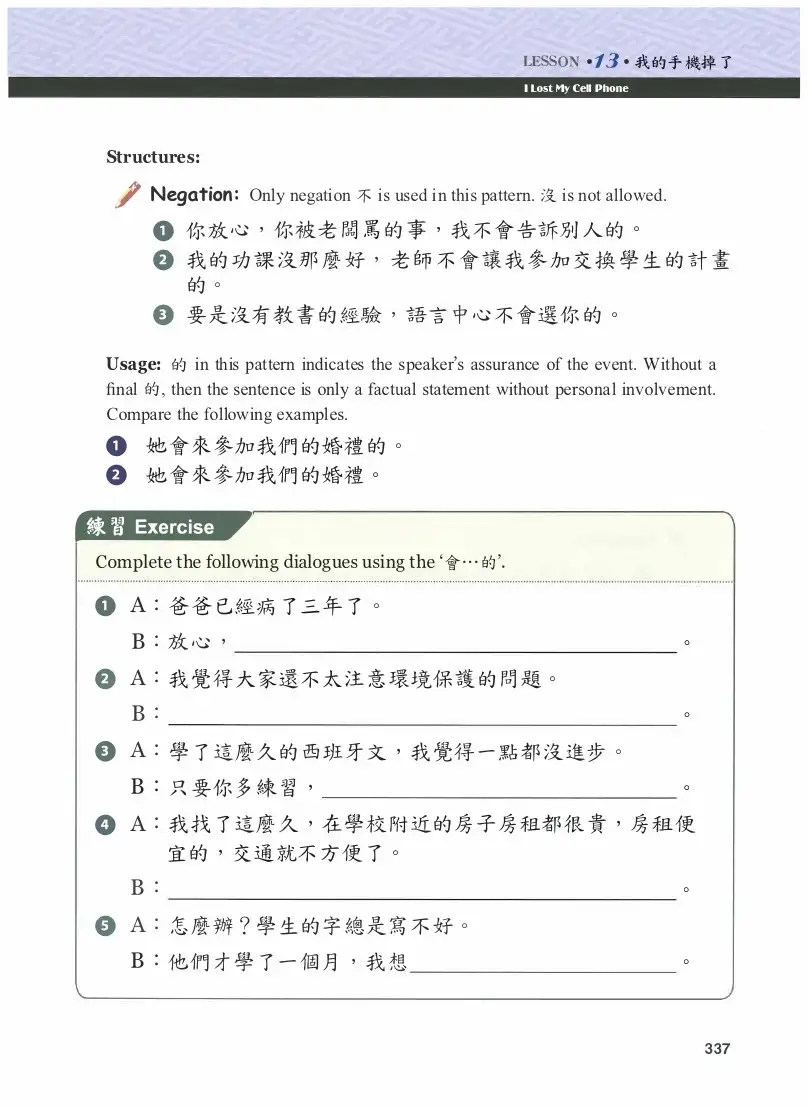 LESSON •13• 我的手機掉了
I Lost My Cell Phone
Structures:
Negation: Only negation 不 is used in this pattern. 沒 is not allowed.
1 你放心，你被老闆罵的事，我不會告訴別人的。
2 我的功課沒那麼好，老師不會讓我參加交換學生的計畫
的。
3 要是沒有教書的經驗，語言中心不會選你的。
Usage: 的 in this pattern indicates the speaker's assurance of the event. Without a
final 的, then the sentence is only a factual statement without personal involvement.
Compare the following examples.
1 她會來參加我們的婚禮的。
2 她會來參加我們的婚禮。
練習 Exercise
Complete the following dialogues using the ‘會…的’.
1 A：爸爸已經病了三年了。
B：放心，＿＿＿＿。
2 A：我覺得大家還不太注意環境保護的問題。
B：＿＿＿＿。
3 A：學了這麼久的西班牙文，我覺得一點都沒進步。
B：只要你多練習，＿＿＿＿。
4 A：我找了這麼久，在學校附近的房子房租都很貴，房租便
宜的，交通就不方便了。
B：＿＿＿＿。
5 A：怎麼辦？學生的字總是寫不好。
B：他們才學了一個月，我想＿＿＿＿。
337